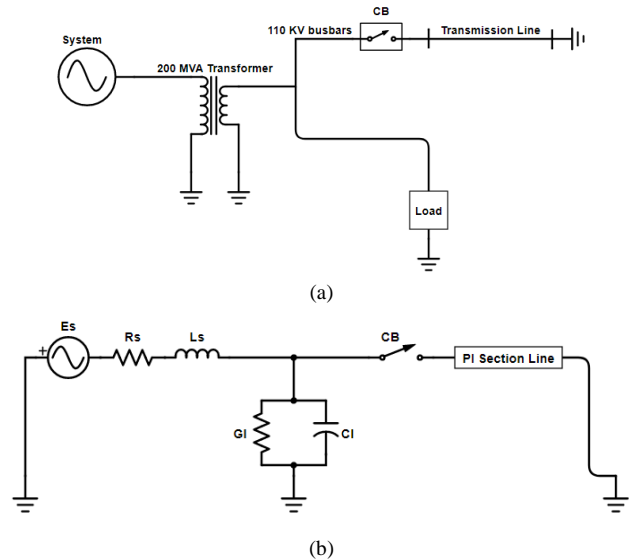 CB
110 KV busbars
Transmission Line
System
200 MVA Transformer
Load
(a)
Es
Rs
Ls
CB
+
PI Section Line
Gl
Cl
(b)